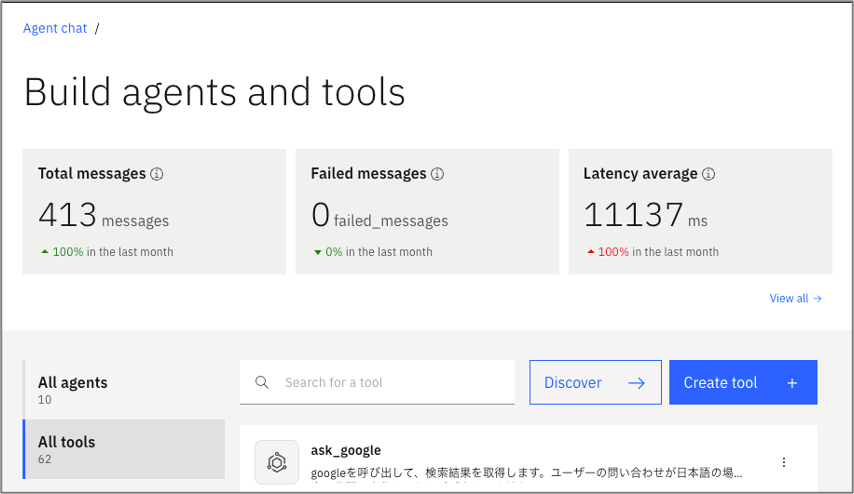 Agent chat /
Build agents and tools
Total messages
413 messages
100% in the last month
Failed messages
0 failed_messages
0% in the last month
Latency average
11137 ms
100% in the last month
View all →
All agents
10
All tools
62
Search for a tool
Discover →
Create tool +
ask_google
googleを呼び出して、検索結果を取得します。ユーザーの問い合わせが日本語の場...